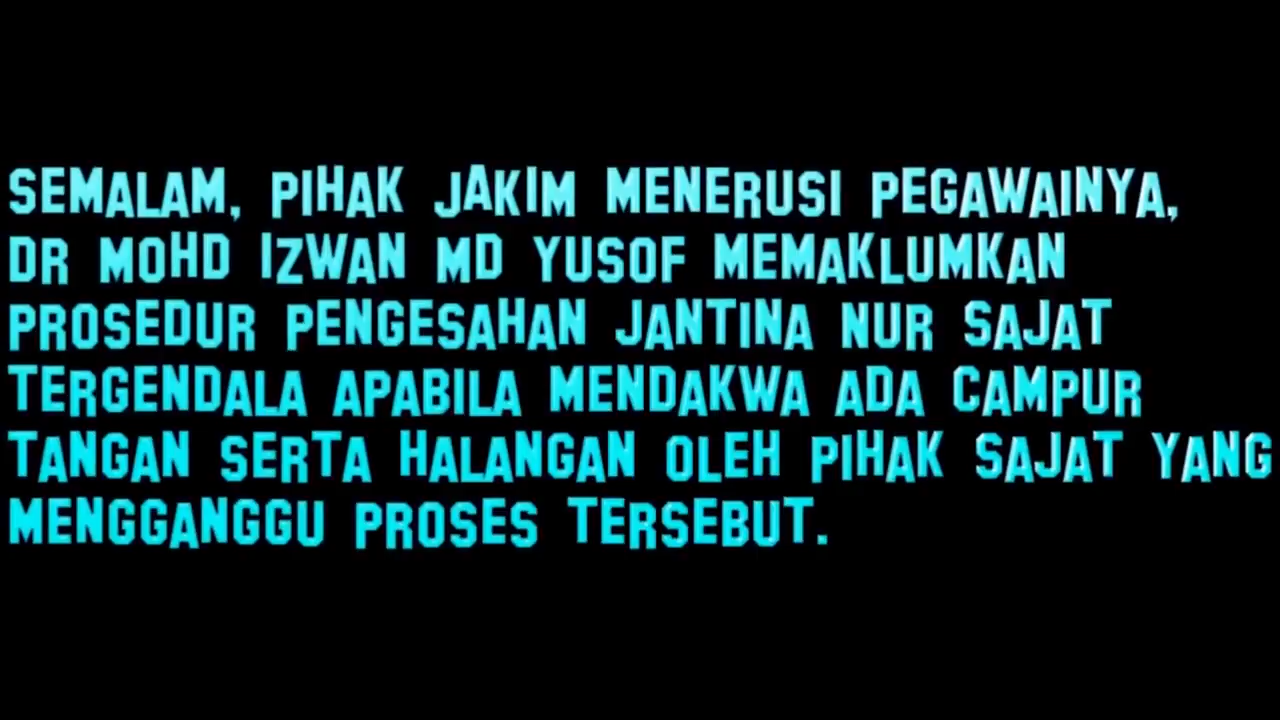 SEMALAM, PIHAK JAKIM MENERUSI PEGAWAINYA,
DR MOHD IZWAN MD YUSOF MEMAKLUMKAN
PROSEDUR PENGESAHAN JANTINA NUR SAJAT
TERGENDALA APABILA MENDAKWA ADA CAMPUR
TANGAN SERTA HALANGAN OLEH PIHAK SAJAT YANG
MENGGANGGU PROSES TERSEBUT.